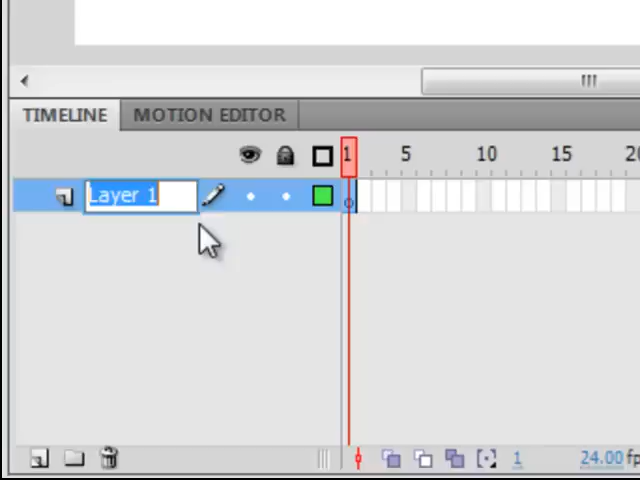 TIMELINE MOTION EDITOR
1 5 10 15 20
Layer 1
1 24.00 fp